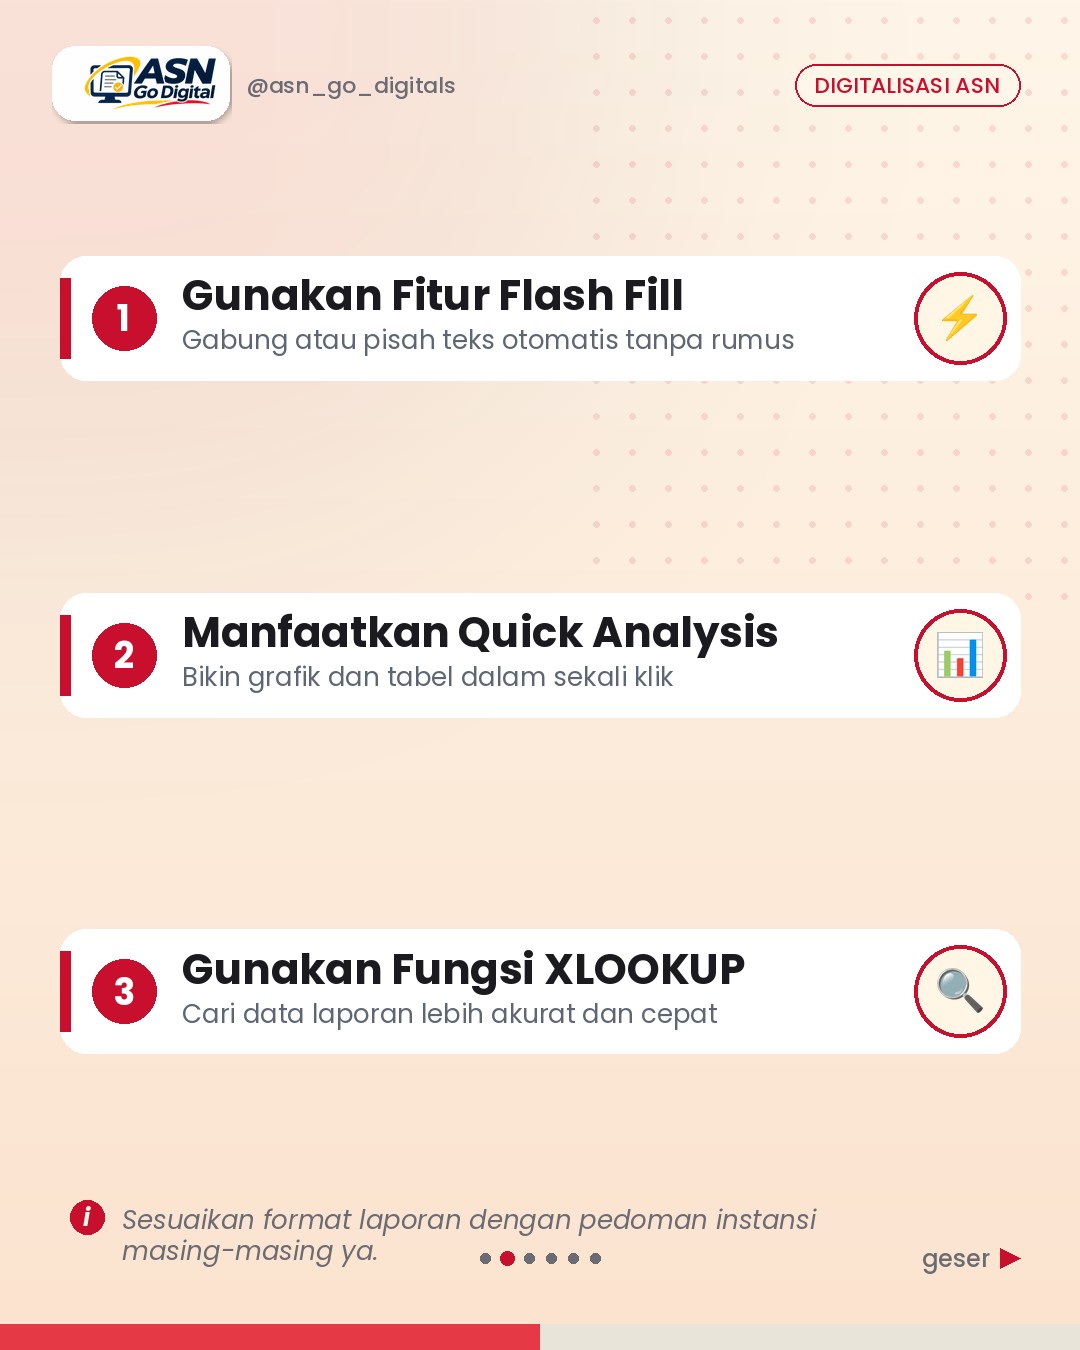 ASN
Go Digital
@asn_go_digitals
DIGITALISASI ASN
1
Gunakan Fitur Flash Fill
Gabung atau pisah teks otomatis tanpa rumus
2
Manfaatkan Quick Analysis
Bikin grafik dan tabel dalam sekali klik
3
Gunakan Fungsi XLOOKUP
Cari data laporan lebih akurat dan cepat
i
Sesuaikan format laporan dengan pedoman instansi
masing-masing ya.
geser